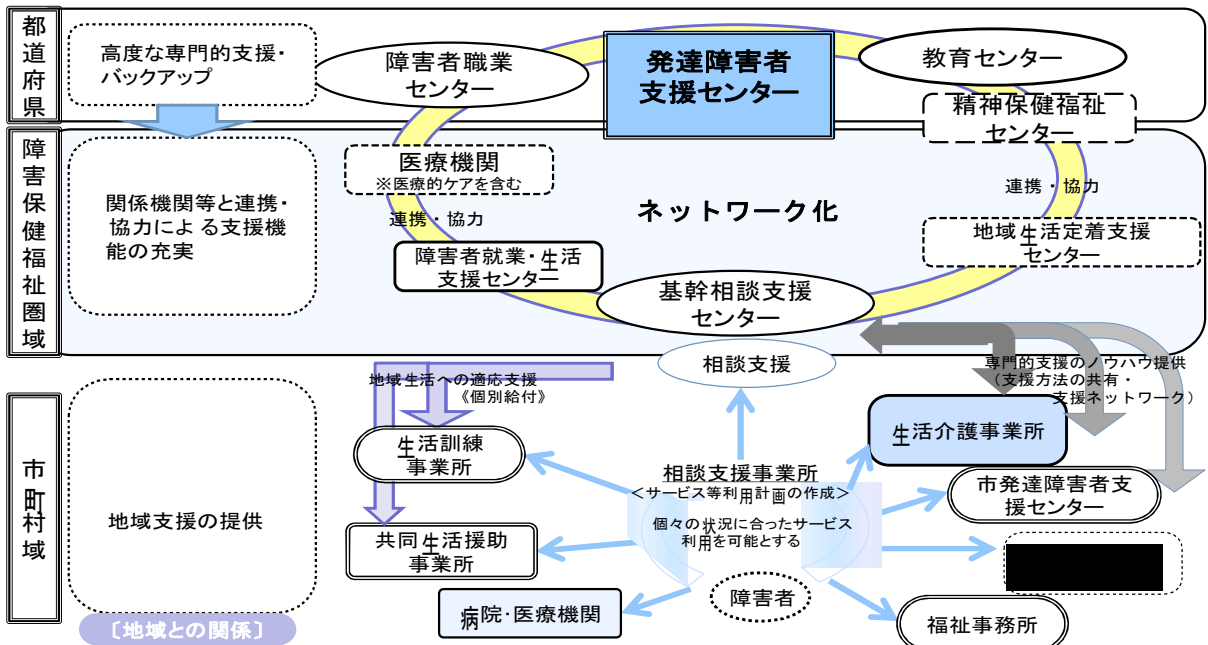 都道府県
高度な専門的支援・
バックアップ
障害者職業
センター
発達障害者
支援センター
教育センター
精神保健福祉
センター
障害保健福祉圏域
関係機関等と連携・
協力による支援機
能の充実
医療機関
※医療的ケアを含む
連携・協力
障害者就業・生活
支援センター
ネットワーク化
連携・協力
地域生活定着支援
センター
基幹相談支援
センター
相談支援
専門的支援のノウハウ提供
（支援方法の共有・
支援ネットワーク）
地域生活への適応支援
《個別給付》
市町村域
地域支援の提供
〔地域との関係〕
生活訓練
事業所
共同生活援助
事業所
病院・医療機関
相談支援事業所
＜サービス等利用計画の作成＞
個々の状況に合ったサービス
利用を可能とする
障害者
生活介護事業所
市発達障害者支
援センター
福祉事務所